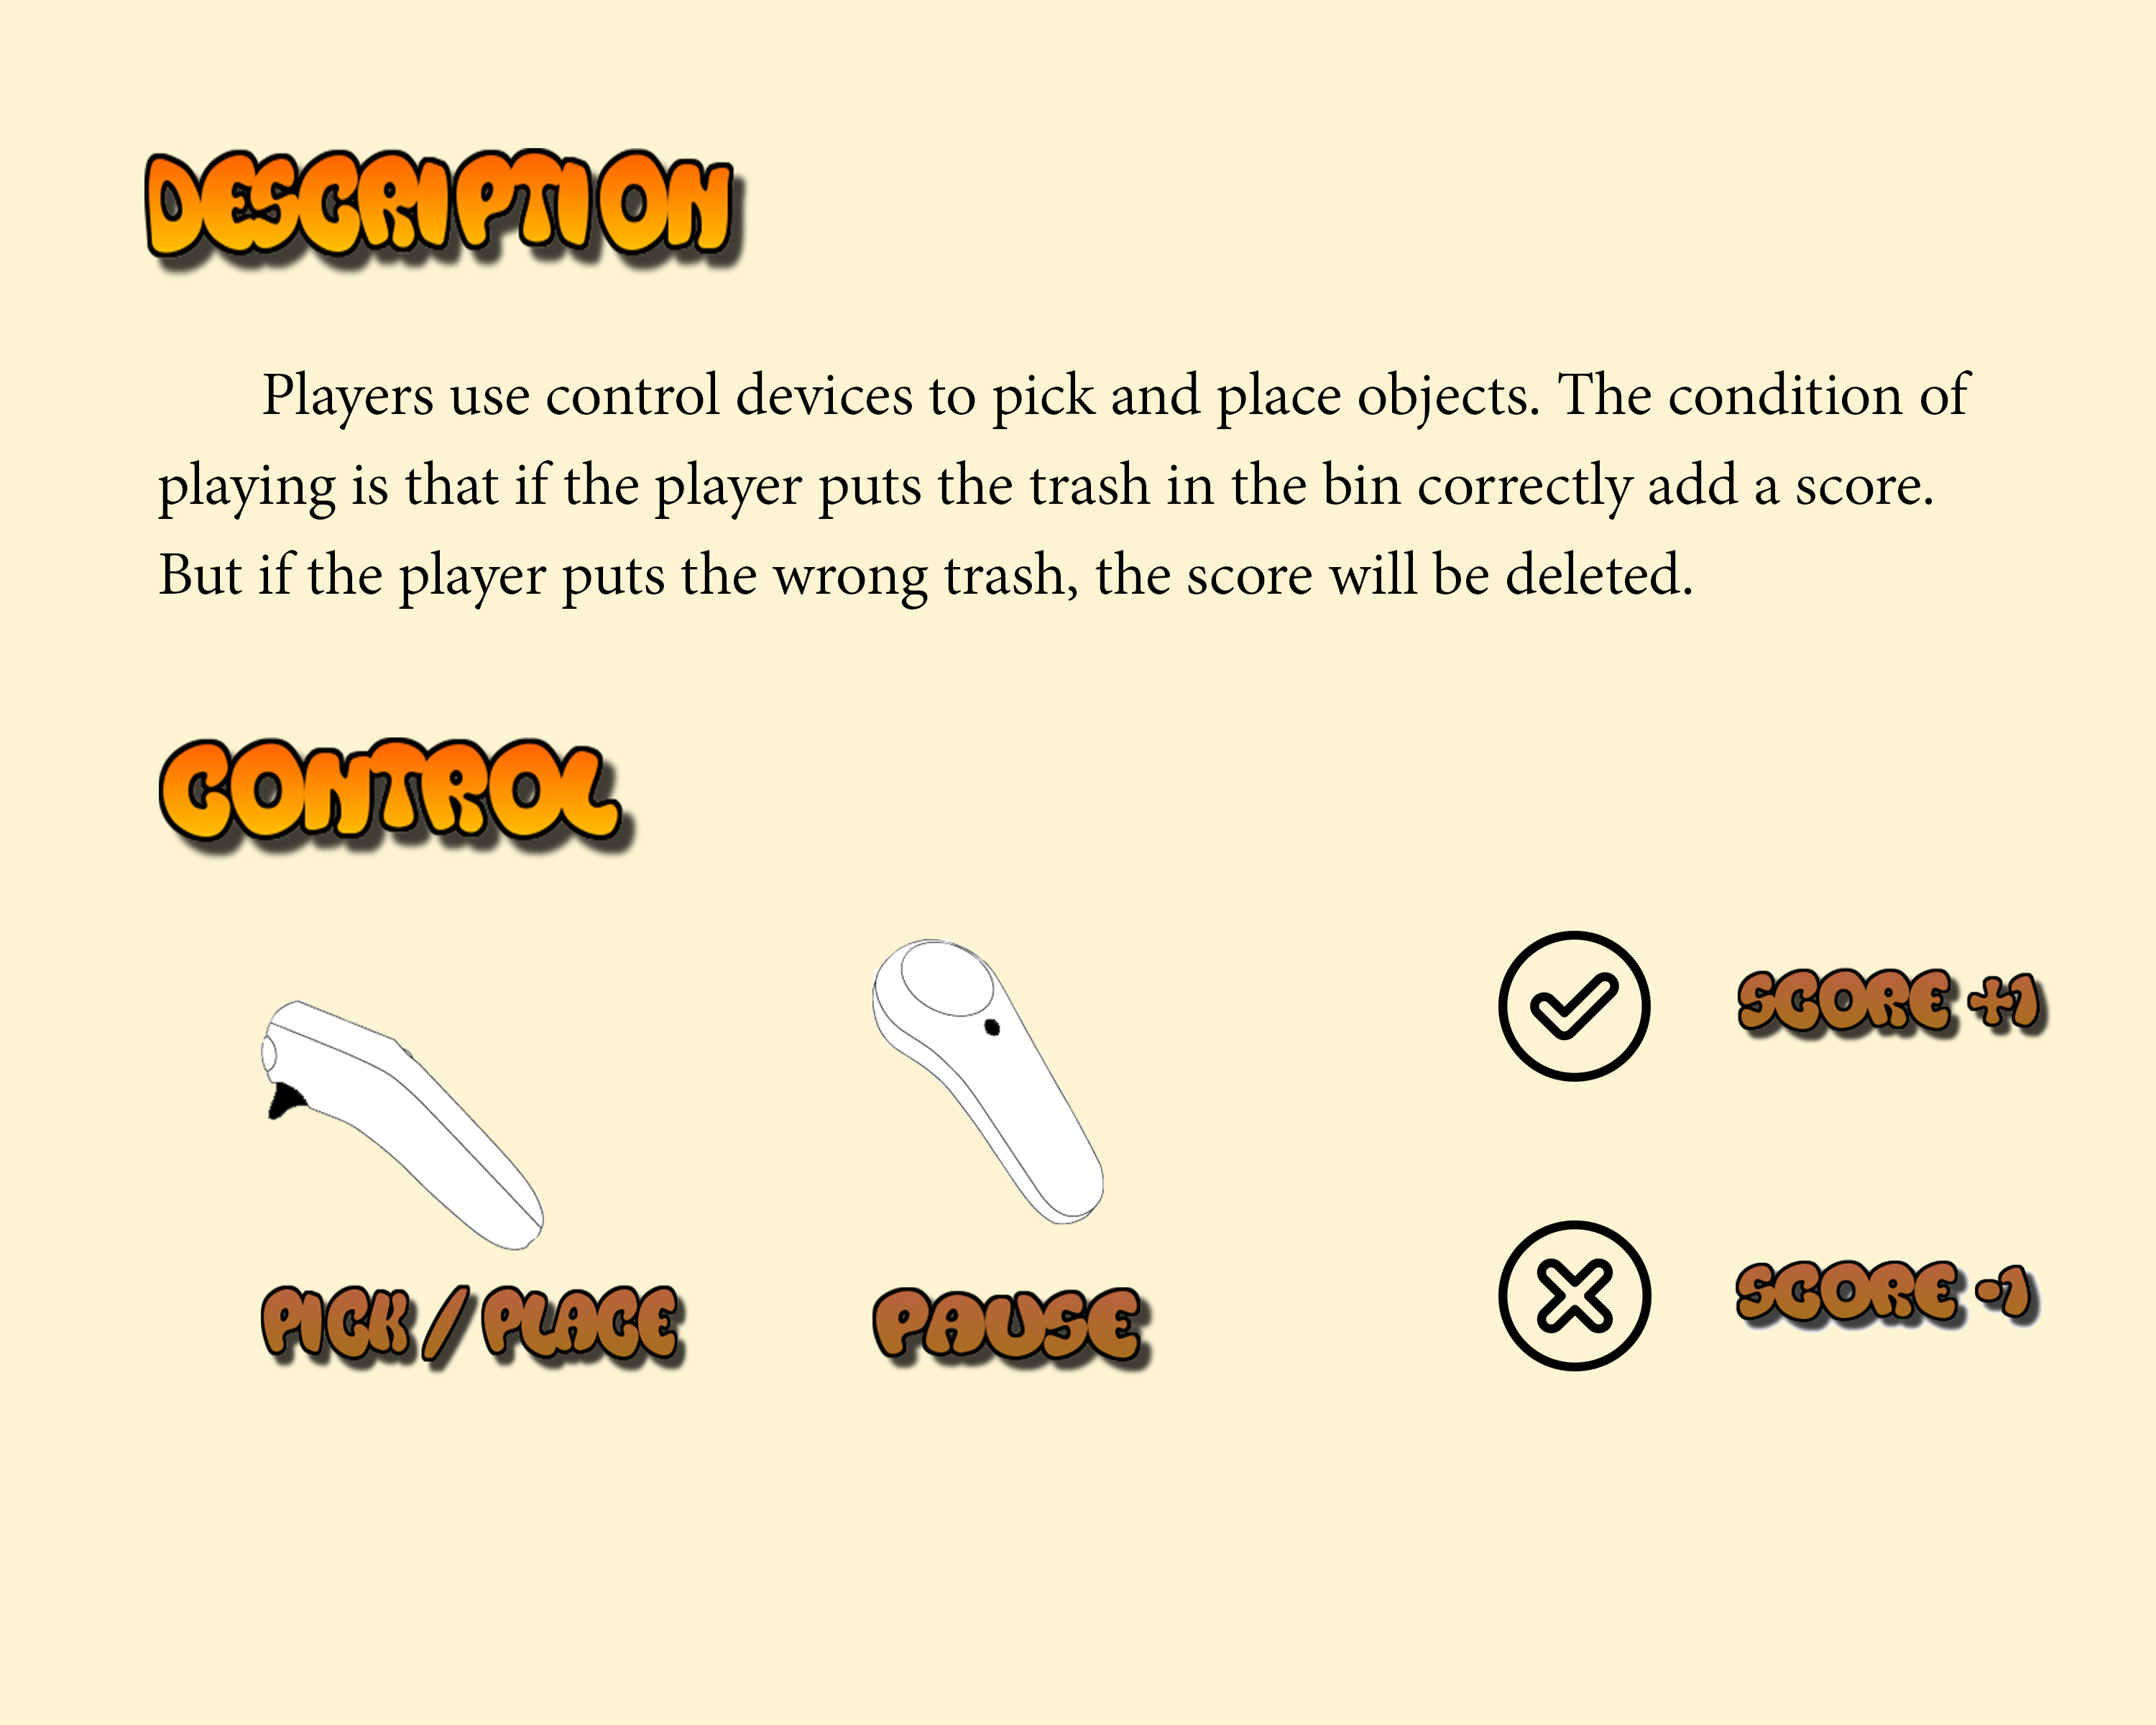 DESCRIPTION
Players use control devices to pick and place objects. The condition of
playing is that if the player puts the trash in the bin correctly add a score.
But if the player puts the wrong trash, the score will be deleted.
CONTROL
PICK / PLACE
PAUSE
SCORE +1
SCORE -1